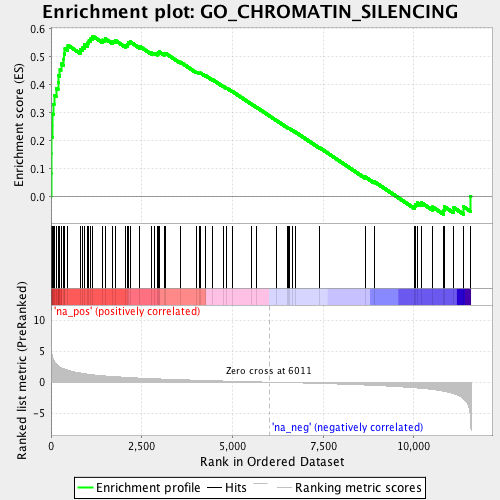 Enrichment plot: GO_CHROMATIN_SILENCING
Enrichment score (ES)
0.6
0.5
0.4
0.3
0.2
0.1
0.0
'na_pos' (positively correlated)
Ranked list metric (PreRanked)
10
5
0
-5
Zero cross at 6011
'na_neg' (negatively correlated)
0
2,500
5,000
7,500
10,000
Rank in Ordered Dataset
Enrichment profile
Hits
Ranking metric scores